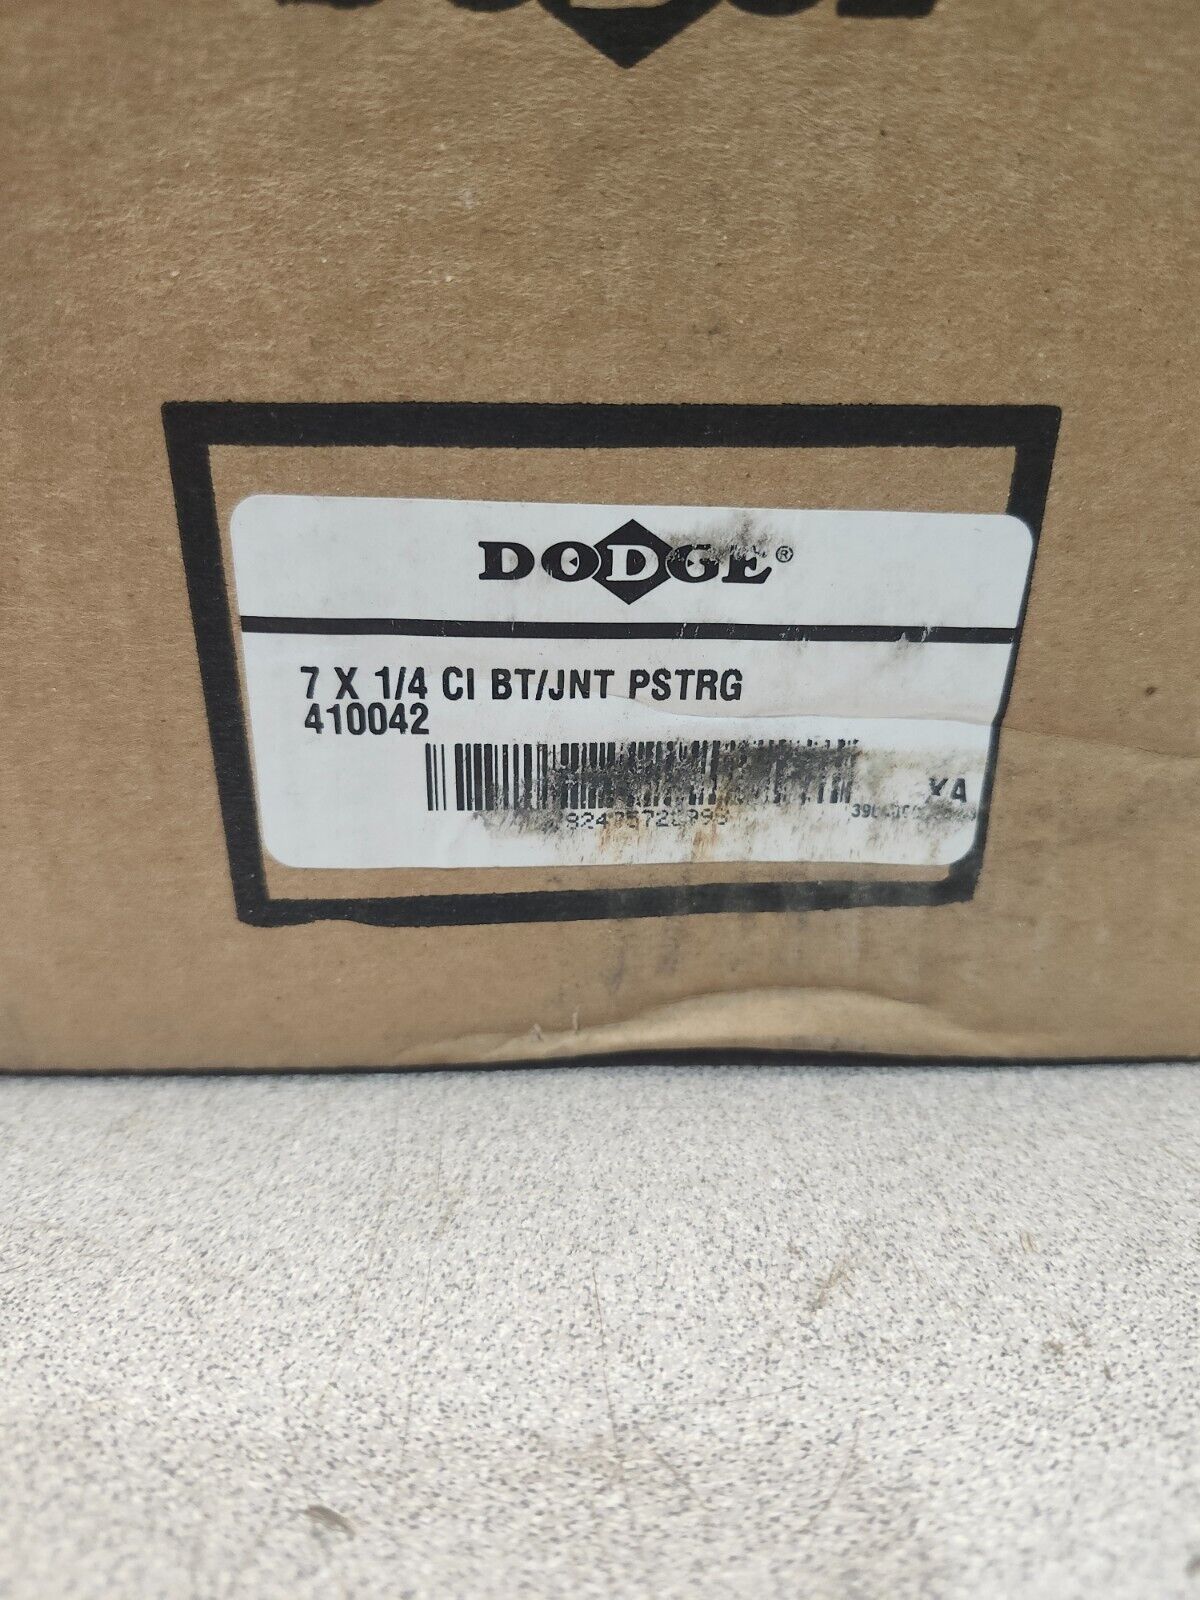 DODGE®
7 X 1/4 CI BT/JNT PSTRG
410042
XA